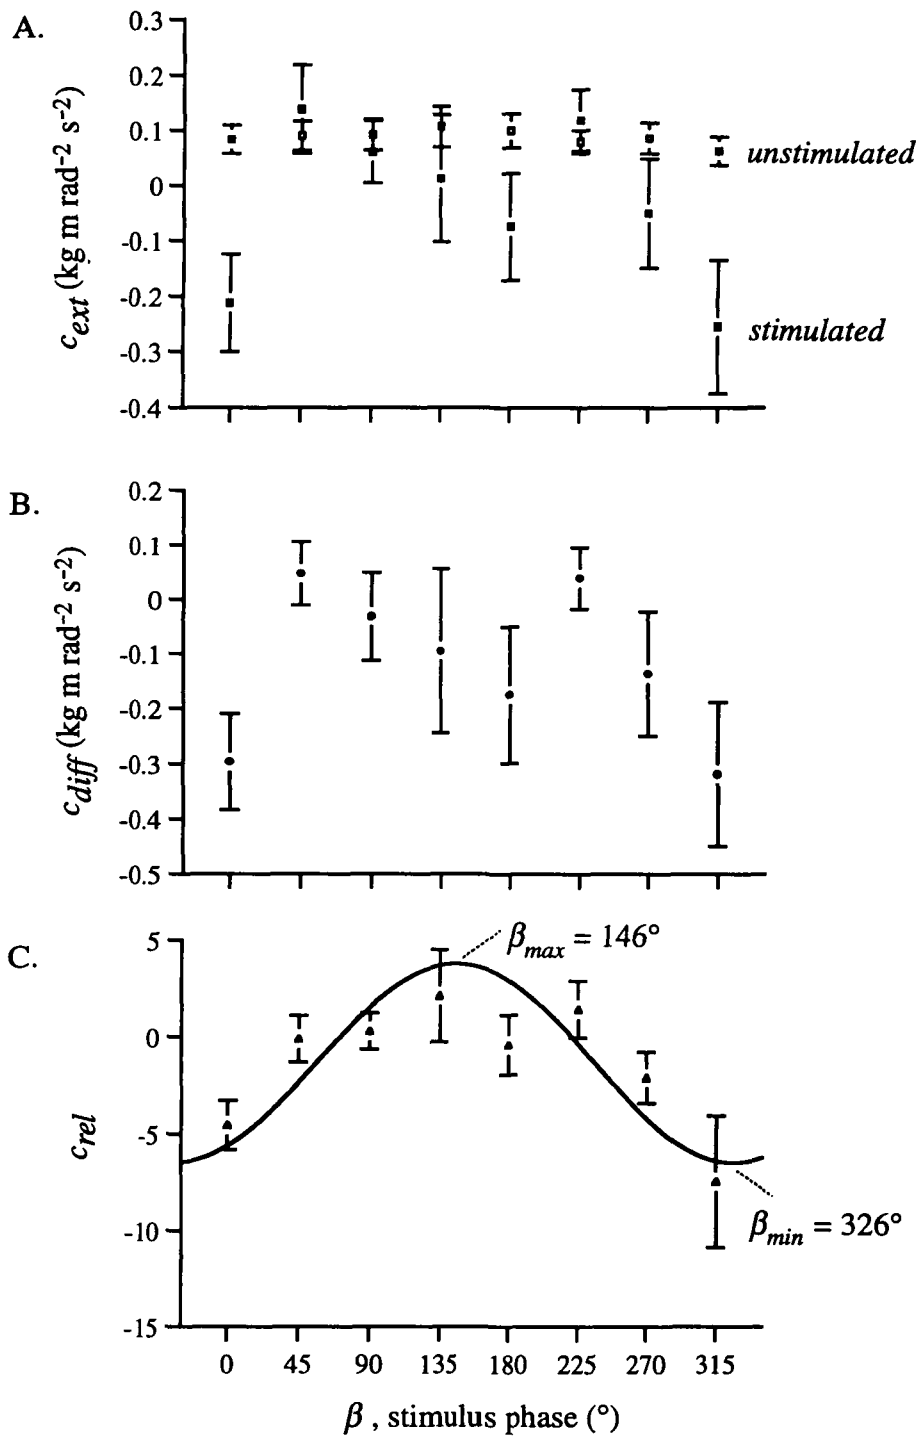 A.
c_ext (kg m rad⁻² s⁻²)
0.3
0.2
0.1
0
-0.1
-0.2
-0.3
-0.4
unstimulated
stimulated
B.
c_diff (kg m rad⁻² s⁻²)
0.2
0.1
0
-0.1
-0.2
-0.3
-0.4
-0.5
C.
c_rel
5
0
-5
-10
-15
β_max = 146°
β_min = 326°
0 45 90 135 180 225 270 315
β , stimulus phase (°)